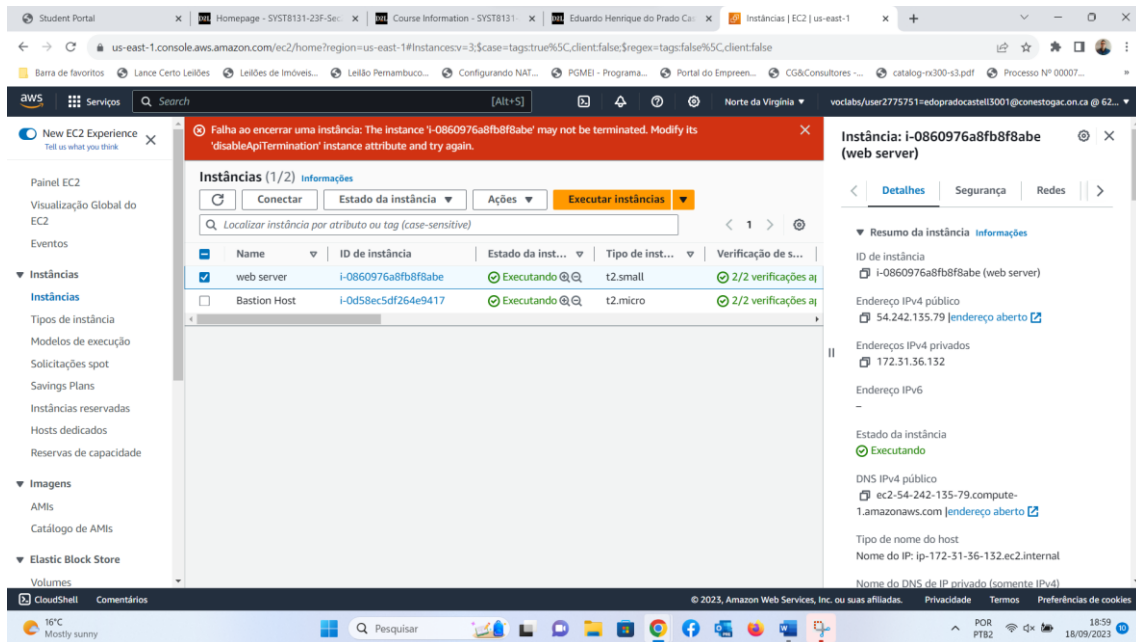 Student Portal
Homepage - SYST8131-23F-Sec
Course Information - SYST8131
Eduardo Henrique do Prado Cas
Instâncias | EC2 | us-east-1
us-east-1.console.aws.amazon.com/ec2/home?region=us-east-1#Instances:v=3;$case=tags:true%5C,client:false;$regex=tags:false%5C,client:false
Barra de favoritos
Lance Certo Leilões
Leilões de Imóveis...
Leilão Pernambuco...
Configurando NAT...
PGMEI - Programa...
Portal do Empreen...
CG&Consultores -...
catalog-rx300-s3.pdf
Processo Nº 00007...
»
aws
Serviços
Search
[Alt+S]
Norte da Virgínia ▼
voclabs/user2775751=edopradocastell3001@conestogac.on.ca @ 62... ▼
New EC2 Experience
Tell us what you think
Painel EC2
Visualização Global do
EC2
Eventos
▼ Instâncias
Instâncias
Tipos de instância
Modelos de execução
Solicitações spot
Savings Plans
Instâncias reservadas
Hosts dedicados
Reservas de capacidade
▼ Imagens
AMIs
Catálogo de AMIs
▼ Elastic Block Store
Volumes
Falha ao encerrar uma instância: The instance 'i-0860976a8fb8f8abe' may not be terminated. Modify its
'disableApiTermination' instance attribute and try again.
Instâncias (1/2) Informações
Conectar
Estado da instância ▼
Ações ▼
Executar instâncias ▼
Localizar instância por atributo ou tag (case-sensitive)
< 1 >
Name ID de instância Estado da inst... Tipo de inst... Verificação de s...
web server i-0860976a8fb8f8abe Executando t2.small 2/2 verificações
Bastion Host i-0d58ec5df264e9417 Executando t2.micro 2/2 verificações
Instância: i-0860976a8fb8f8abe
(web server)
Detalhes Segurança Redes
▼ Resumo da instância Informações
ID de instância
i-0860976a8fb8f8abe (web server)
Endereço IPv4 público
54.242.135.79 |endereço aberto
Endereços IPv4 privados
172.31.36.132
Endereço IPv6
–
Estado da instância
Executando
DNS IPv4 público
ec2-54-242-135-79.compute-
1.amazonaws.com |endereço aberto
Tipo de nome do host
Nome do IP: ip-172-31-36-132.ec2.internal
Nome do DNS de IP privado (somente IPv4)
CloudShell Comentários
© 2023, Amazon Web Services, Inc. ou suas afiliadas. Privacidade Termos Preferências de cookies
16°C
Mostly sunny
Pesquisar
POR
PTB2
18:59
18/09/2023